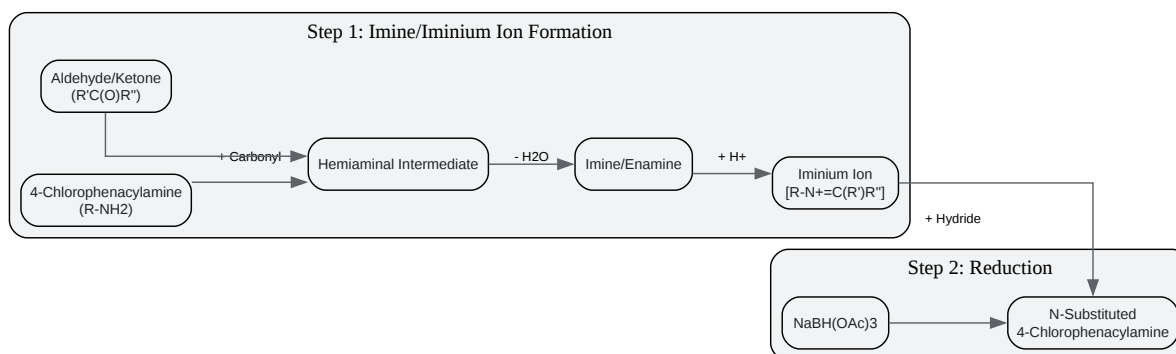 Step 1: Imine/Iminium Ion Formation
Aldehyde/Ketone
(R'C(O)R")
+ Carbonyl
4-Chlorophenacylamine
(R-NH2)
Hemiaminal Intermediate
- H2O
Imine/Enamine
+ H+
Iminium Ion
[R-N+=C(R')R"]
+ Hydride
Step 2: Reduction
NaBH(OAc)3
N-Substituted
4-Chlorophenacylamine